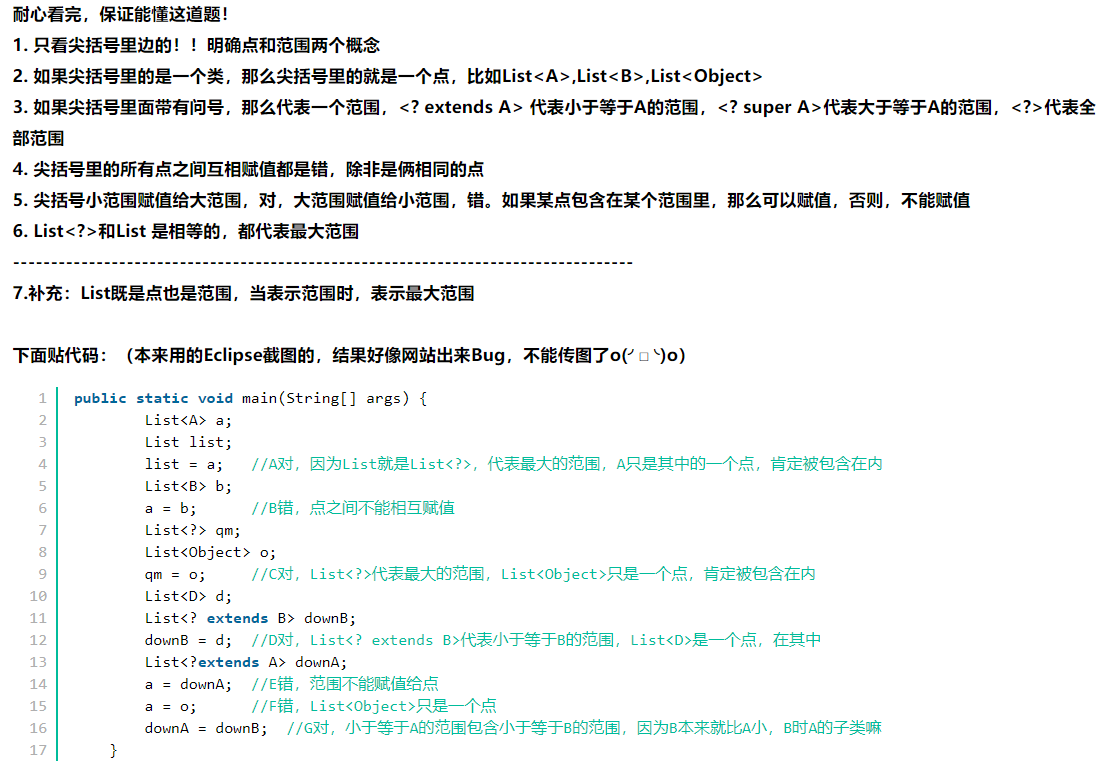 耐心看完，保证能懂这道题！
1. 只看尖括号里边的！！明确点和范围两个概念
2. 如果尖括号里的是一个类，那么尖括号里的就是一个点，比如List<A>,List<B>,List<Object>
3. 如果尖括号里面带有问号，那么代表一个范围，<? extends A> 代表小于等于A的范围，<? super A>代表大于等于A的范围，<?>代表全
部范围
4. 尖括号里的所有点之间互相赋值都是错，除非是俩相同的点
5. 尖括号小范围赋值给大范围，对，大范围赋值给小范围，错。如果某点包含在某个范围里，那么可以赋值，否则，不能赋值
6. List<?>和List 是相等的，都代表最大范围
----------------------------------------------------------------------------------
7.补充：List既是点也是范围，当表示范围时，表示最大范围
下面贴代码：（本来用的Eclipse截图的，结果好像网站出来Bug，不能传图了o(╯□╰)o）
1 public static void main(String[] args) {
2 List<A> a;
3 List list;
4 list = a; //A对，因为List就是List<?>，代表最大的范围，A只是其中的一个点，肯定被包含在内
5 List<B> b;
6 a = b; //B错，点之间不能相互赋值
7 List<?> qm;
8 List<Object> o;
9 qm = o; //C对，List<?>代表最大的范围，List<Object>只是一个点，肯定被包含在内
10 List<D> d;
11 List<? extends B> downB;
12 downB = d; //D对，List<? extends B>代表小于等于B的范围，List<D>是一个点，在其中
13 List<?extends A> downA;
14 a = downA; //E错，范围不能赋值给点
15 a = o; //F错，List<Object>只是一个点
16 downA = downB; //G对，小于等于A的范围包含小于等于B的范围，因为B本来就比A小，B时A的子类嘛
17 }